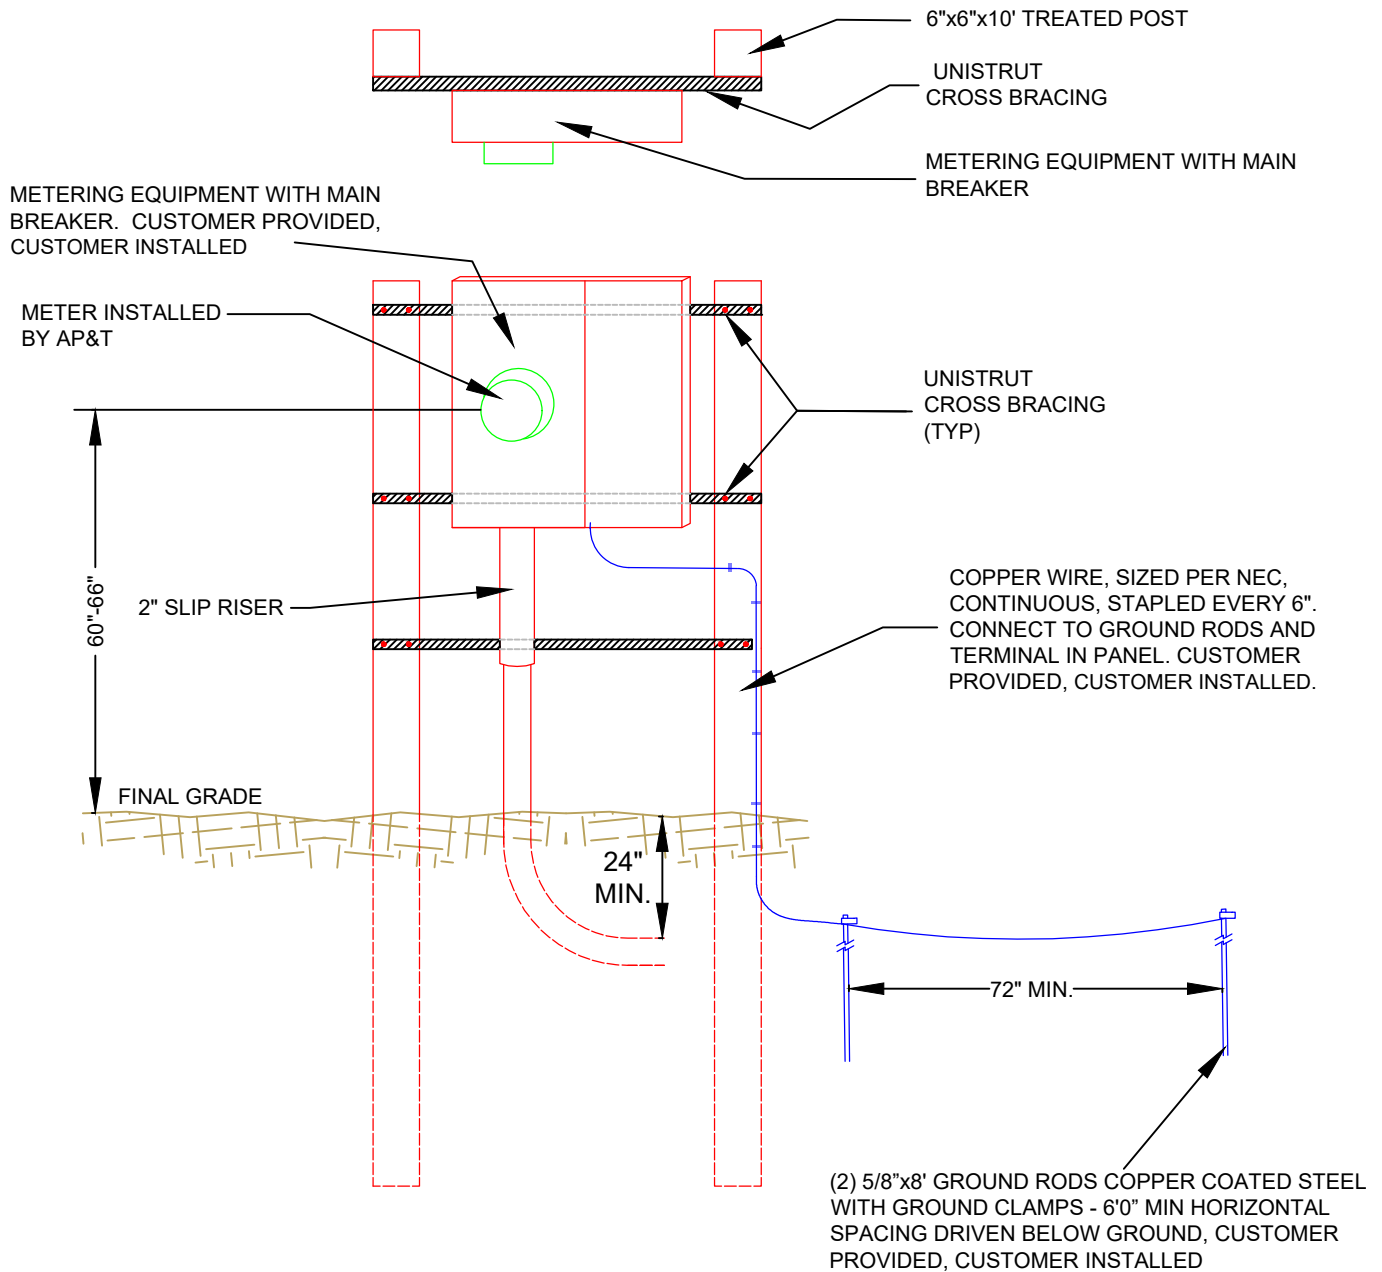 6"x6"x10' TREATED POST
UNISTRUT
CROSS BRACING
METERING EQUIPMENT WITH MAIN
BREAKER
METERING EQUIPMENT WITH MAIN
BREAKER.  CUSTOMER PROVIDED,
CUSTOMER INSTALLED
METER INSTALLED
BY AP&T
UNISTRUT
CROSS BRACING
(TYP)
60"-66"
2" SLIP RISER
COPPER WIRE, SIZED PER NEC,
CONTINUOUS, STAPLED EVERY 6".
CONNECT TO GROUND RODS AND
TERMINAL IN PANEL. CUSTOMER
PROVIDED, CUSTOMER INSTALLED.
FINAL GRADE
24"
MIN.
72" MIN.
(2) 5/8”x8' GROUND RODS COPPER COATED STEEL
WITH GROUND CLAMPS - 6'0” MIN HORIZONTAL
SPACING DRIVEN BELOW GROUND, CUSTOMER
PROVIDED, CUSTOMER INSTALLED